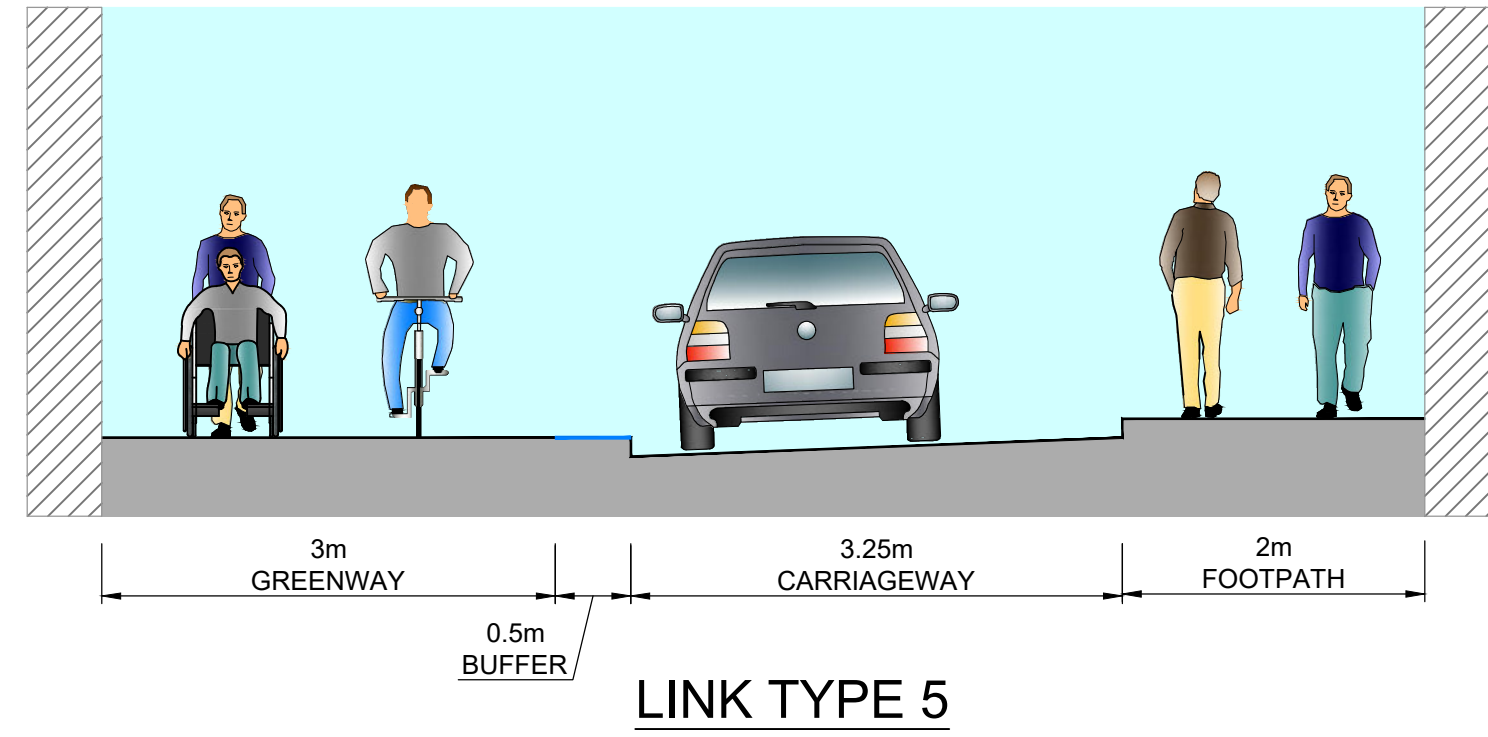 3m
GREENWAY
3.25m
CARRIAGEWAY
2m
FOOTPATH
0.5m
BUFFER
LINK TYPE 5